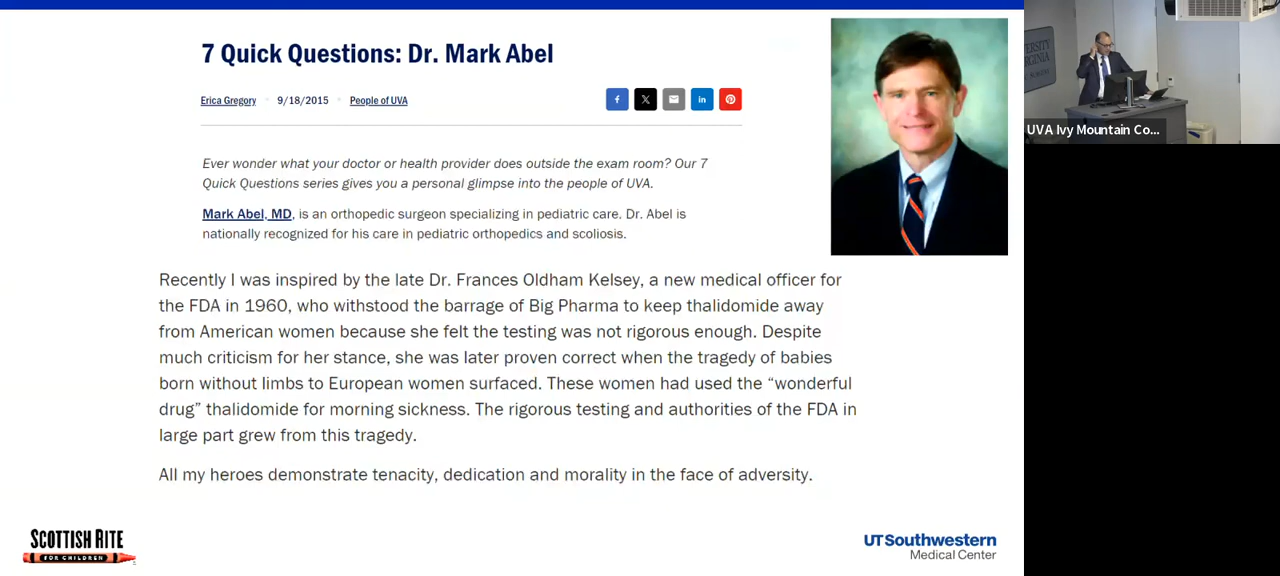 7 Quick Questions: Dr. Mark Abel
Erica Gregory 9/18/2015 People of UVA
Ever wonder what your doctor or health provider does outside the exam room? Our 7
Quick Questions series gives you a personal glimpse into the people of UVA.
Mark Abel, MD, is an orthopedic surgeon specializing in pediatric care. Dr. Abel is
nationally recognized for his care in pediatric orthopedics and scoliosis.
Recently I was inspired by the late Dr. Frances Oldham Kelsey, a new medical officer for
the FDA in 1960, who withstood the barrage of Big Pharma to keep thalidomide away
from American women because she felt the testing was not rigorous enough. Despite
much criticism for her stance, she was later proven correct when the tragedy of babies
born without limbs to European women surfaced. These women had used the “wonderful
drug” thalidomide for morning sickness. The rigorous testing and authorities of the FDA in
large part grew from this tragedy.
All my heroes demonstrate tenacity, dedication and morality in the face of adversity.
SCOTTISH RITE
FOR CHILDREN
UTSouthwestern
Medical Center
UVA Ivy Mountain Co...